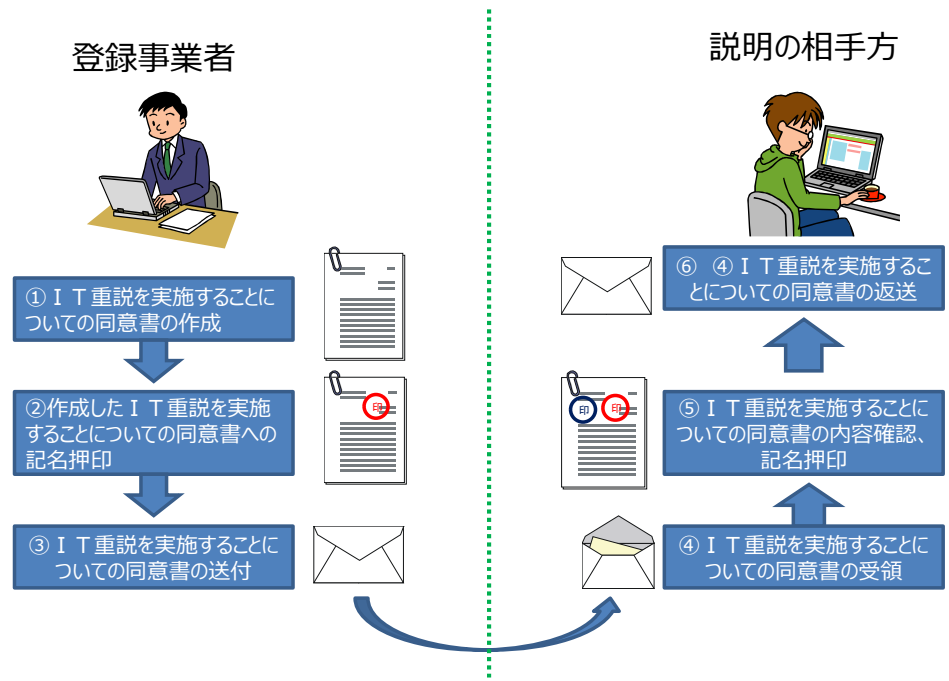 登録事業者
①ＩＴ重説を実施することに
ついての同意書の作成
②作成したＩＴ重説を実施
することについての同意書への
記名押印
印
③ＩＴ重説を実施することに
ついての同意書の送付
説明の相手方
⑥　④ＩＴ重説を実施するこ
とについての同意書の返送
⑤ＩＴ重説を実施することに
ついての同意書の内容確認、
記名押印
印 印
④ＩＴ重説を実施することに
ついての同意書の受領